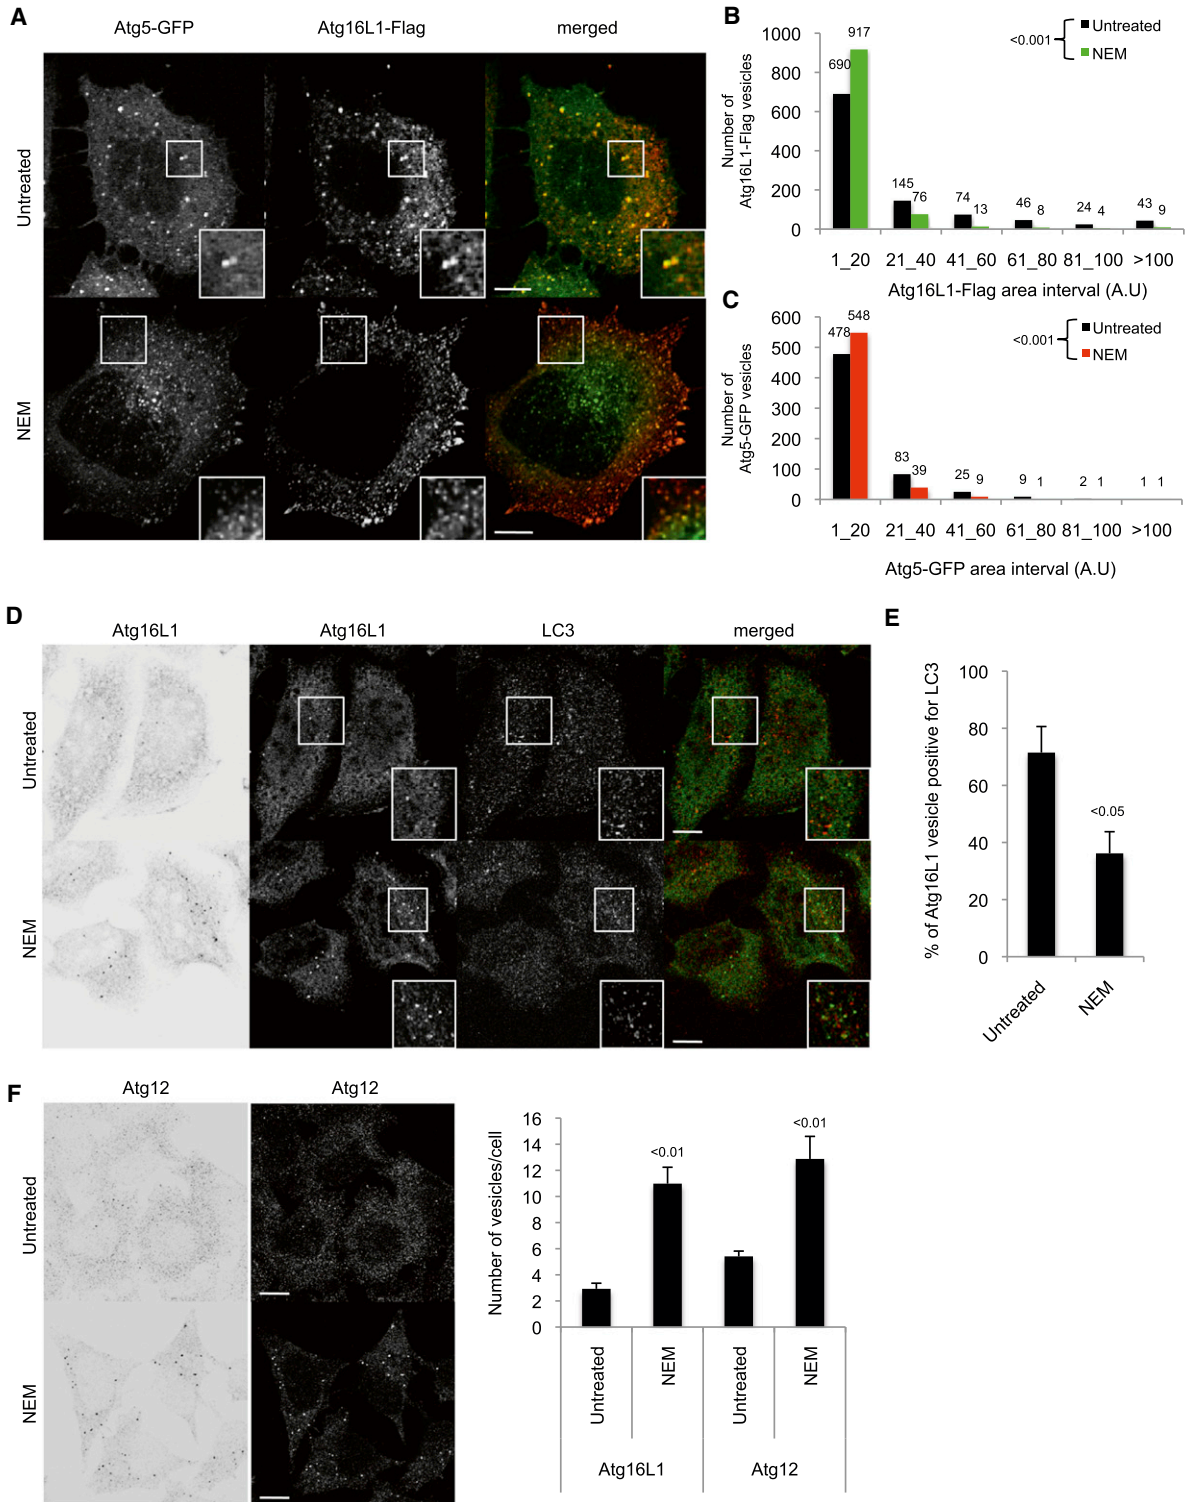 A
Atg5-GFP Atg16L1-Flag merged
Untreated
NEM
B
Number of
Atg16L1-Flag vesicles
1000
800
600
400
200
0
690 917
145 76
74 13
46 8
24 4
43 9
<0.001
Untreated
NEM
1_20 21_40 41_60 61_80 81_100 >100
Atg16L1-Flag area interval (A.U)
C
Number of
Atg5-GFP vesicles
600
500
400
300
200
100
0
478 548
83 39
25 9
9 1
2 1
1 1
<0.001
Untreated
NEM
1_20 21_40 41_60 61_80 81_100 >100
Atg5-GFP area interval (A.U)
D
Atg16L1 Atg16L1 LC3 merged
Untreated
NEM
E
% of Atg16L1 vesicle positive for LC3
100
80
60
40
20
0
<0.05
Untreated NEM
F
Atg12 Atg12
Untreated
NEM
Number of vesicles/cell
16
14
12
10
8
6
4
2
0
<0.01 <0.01
Untreated NEM Untreated NEM
Atg16L1 Atg12